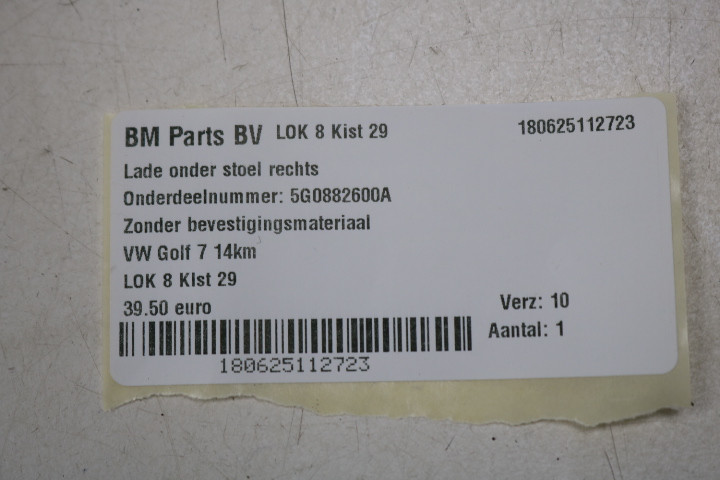 BM Parts BV LOK 8 Kist 29 180625112723
Lade onder stoel rechts
Onderdeelnummer: 5G0882600A
Zonder bevestigingsmateriaal
VW Golf 7 14km
LOK 8 Kist 29
39.50 euro Verz: 10
Aantal: 1
180625112723